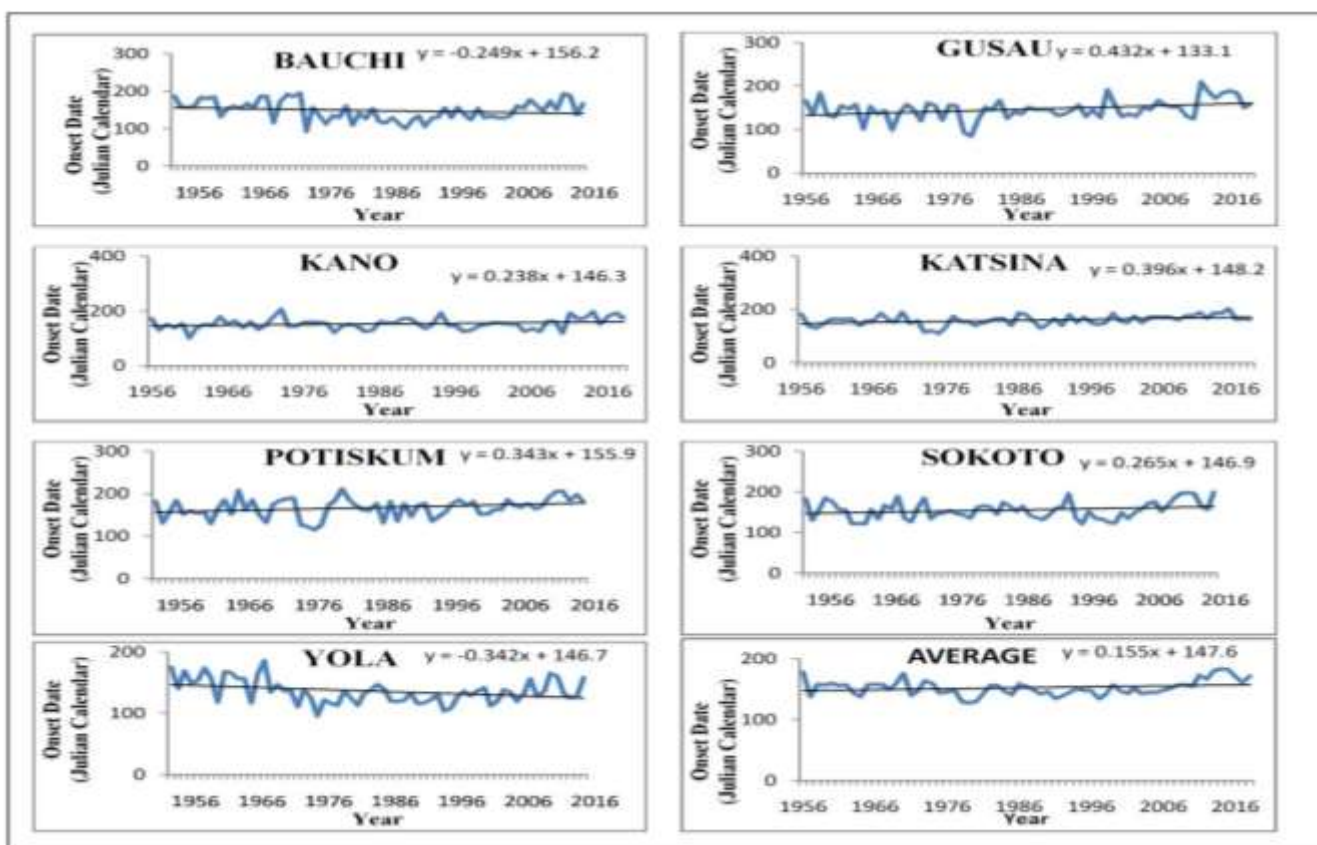 BAUCHI
y = -0.249x + 156.2
300
200
100
0
Onset Date
(Julian Calendar)
1956 1966 1976 1986 1996 2006 2016
Year
GUSAU
y = 0.432x + 133.1
300
200
100
0
Onset Date
(Julian Calendar)
1956 1966 1976 1986 1996 2006 2016
Year
KANO
y = 0.238x + 146.3
400
200
0
Onset Date
(Julian Calendar)
1956 1966 1976 1986 1996 2006 2016
Year
KATSINA
y = 0.396x + 148.2
400
200
0
Onset Date
(Julian Calendar)
1956 1966 1976 1986 1996 2006 2016
Year
POTISKUM
y = 0.343x + 155.9
300
200
100
0
Onset Date
(Julian Calendar)
1956 1966 1976 1986 1996 2006 2016
Year
SOKOTO
y = 0.265x + 146.9
300
200
100
0
Onset Date
(Julian Calendar)
1956 1966 1976 1986 1996 2006 2016
Year
YOLA
y = -0.342x + 146.7
200
100
0
Onset Date
(Julian Calendar)
1956 1966 1976 1986 1996 2006 2016
Year
AVERAGE
y = 0.155x + 147.6
200
100
0
Onset Date
(Julian Calendar)
1956 1966 1976 1986 1996 2006 2016
Year